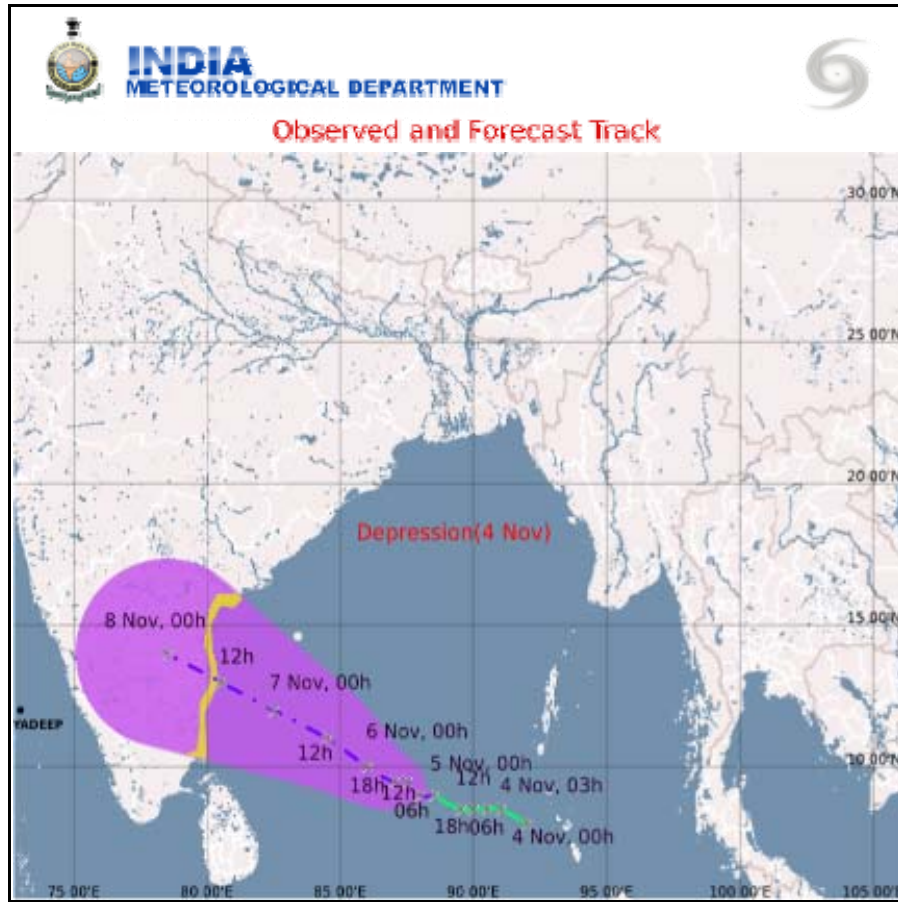 INDIA
METEOROLOGICAL DEPARTMENT
Observed and Forecast Track
30 00'N
25 00'N
20 00'N
Depression(4 Nov)
15 00'N
8 Nov, 00h
12h
7 Nov, 00h
YADEEP
6 Nov, 00h
12h
10 00'N
5 Nov, 00h
18h
12h
12h
4 Nov, 03h
06h
18h
06h
4 Nov, 00h
75 00'E
80 00'E
85 00'E
90 00'E
95 00'E
100 00'E
105 00'